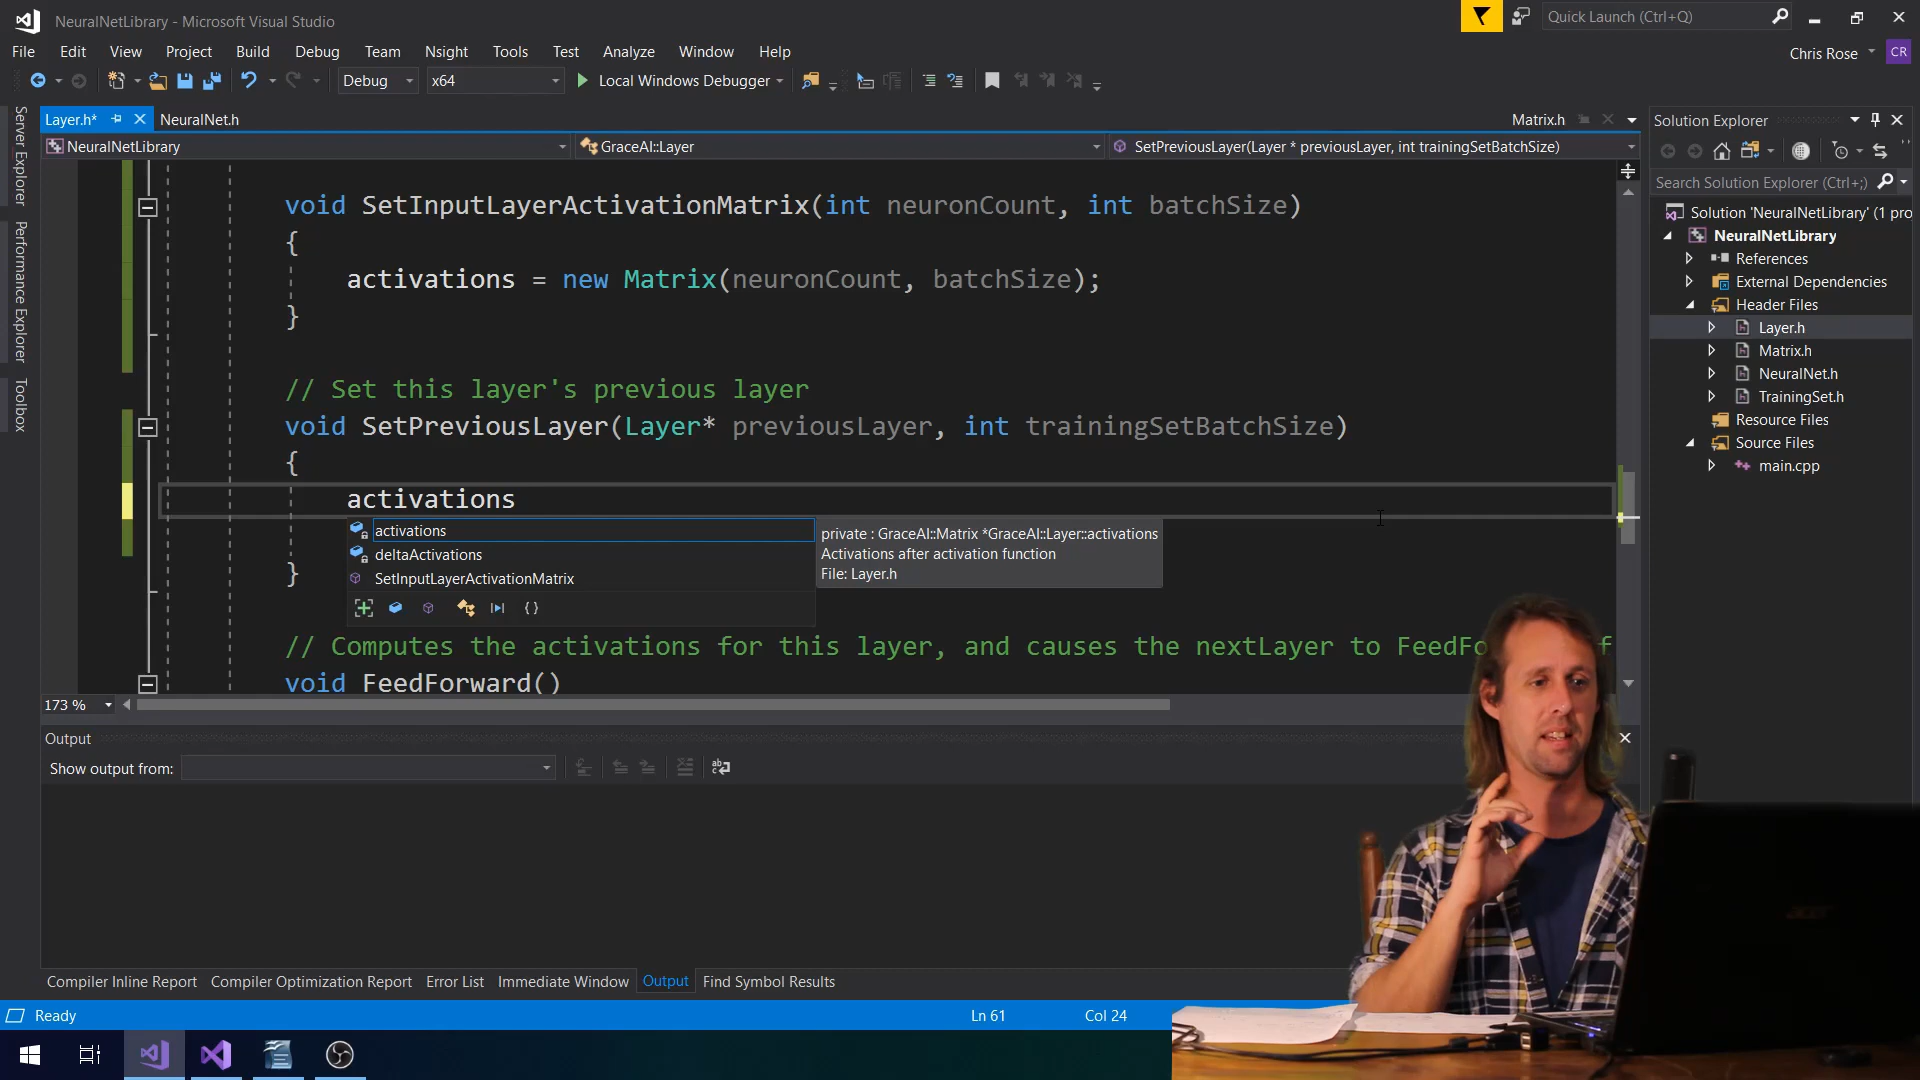 NeuralNetLibrary - Microsoft Visual Studio
Quick Launch (Ctrl+Q)
File Edit View Project Build Debug Team Nsight Tools Test Analyze Window Help
Chris Rose CR
Debug x64 Local Windows Debugger
Server Explorer
Performance Explorer
Toolbox
Layer.h* NeuralNet.h Matrix.h
NeuralNetLibrary GraceAI::Layer SetPreviousLayer(Layer * previousLayer, int trainingSetBatchSize)
void SetInputLayerActivationMatrix(int neuronCount, int batchSize)
{
activations = new Matrix(neuronCount, batchSize);
}
// Set this layer's previous layer
void SetPreviousLayer(Layer* previousLayer, int trainingSetBatchSize)
{
activations
activations
deltaActivations
SetInputLayerActivationMatrix
private : GraceAI::Matrix *GraceAI::Layer::activations
Activations after activation function
File: Layer.h
}
// Computes the activations for this layer, and causes the nextLayer to FeedFo f
void FeedForward()
173 %
Output
Show output from:
Compiler Inline Report Compiler Optimization Report Error List Immediate Window Output Find Symbol Results
Ready Ln 61 Col 24
Solution Explorer
Search Solution Explorer (Ctrl+;)
Solution 'NeuralNetLibrary' (1 pro
NeuralNetLibrary
References
External Dependencies
Header Files
Layer.h
Matrix.h
NeuralNet.h
TrainingSet.h
Resource Files
Source Files
main.cpp
acer